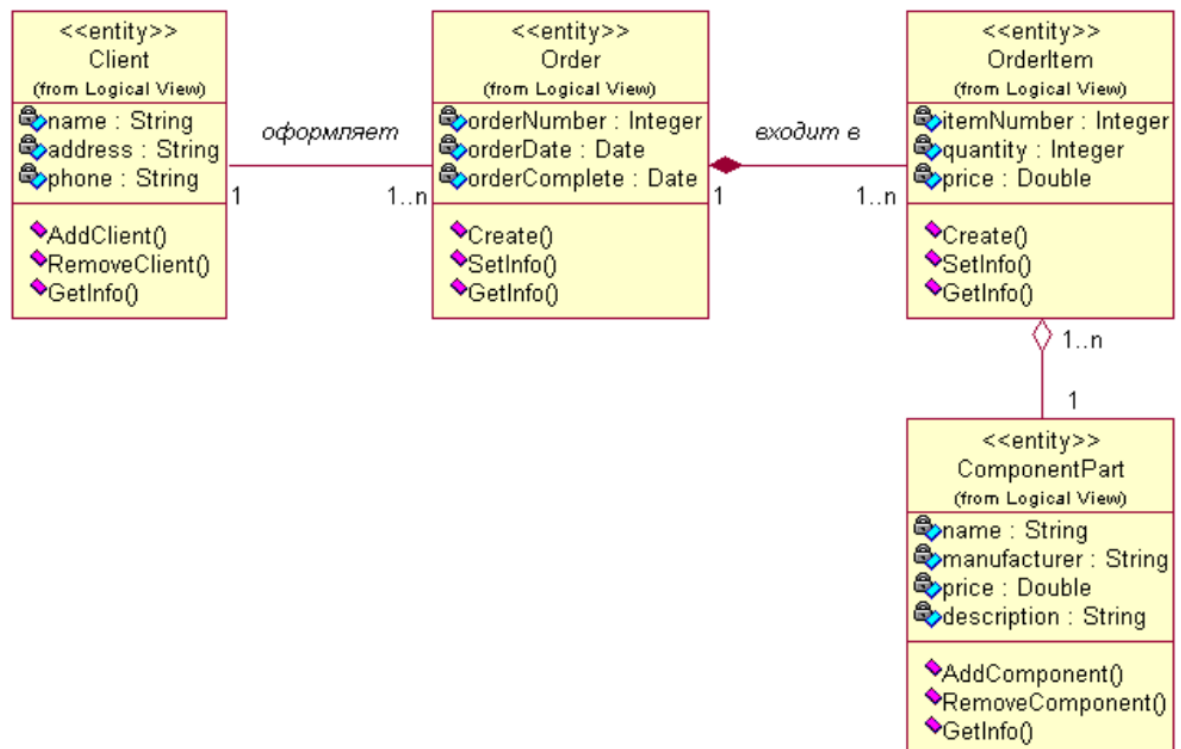 <<entity>>
Client
(from Logical View)
name : String
address : String
phone : String
AddClient()
RemoveClient()
GetInfo()
оформляет
1
1..n
<<entity>>
Order
(from Logical View)
orderNumber : Integer
orderDate : Date
orderComplete : Date
Create()
SetInfo()
GetInfo()
входит в
1
1..n
<<entity>>
OrderItem
(from Logical View)
itemNumber : Integer
quantity : Integer
price : Double
Create()
SetInfo()
GetInfo()
1..n
1
<<entity>>
ComponentPart
(from Logical View)
name : String
manufacturer : String
price : Double
description : String
AddComponent()
RemoveComponent()
GetInfo()